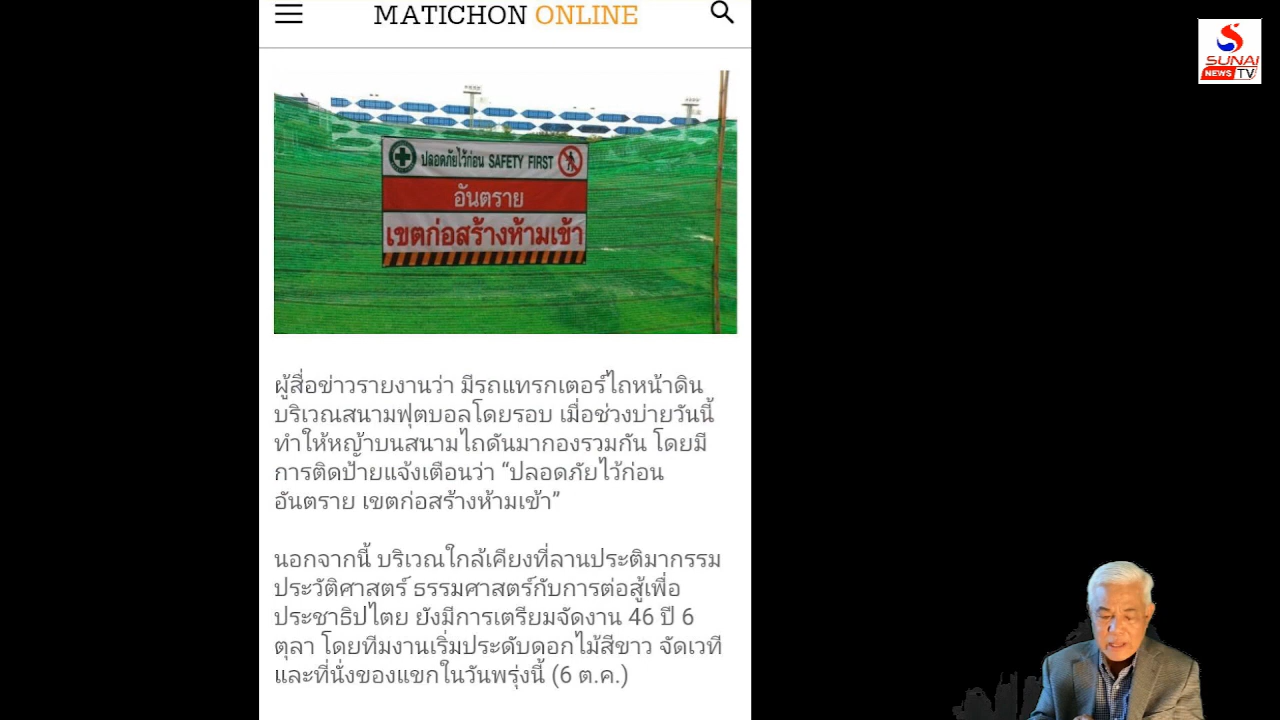 MATICHON ONLINE
SUNAI
NEWS TV
ปลอดภัยไว้ก่อน SAFETY FIRST
อันตราย
เขตก่อสร้างห้ามเข้า
ผู้สื่อข่าวรายงานว่า มีรถแทรกเตอร์ไถหน้าดิน
บริเวณสนามฟุตบอลโดยรอบ เมื่อช่วงบ่ายวันนี้
ทำให้หญ้าบนสนามไถดันมากองรวมกัน โดยมี
การติดป้ายแจ้งเตือนว่า “ปลอดภัยไว้ก่อน
อันตราย เขตก่อสร้างห้ามเข้า”
นอกจากนี้ บริเวณใกล้เคียงที่ลานประติมากรรม
ประวัติศาสตร์ ธรรมศาสตร์กับการต่อสู้เพื่อ
ประชาธิปไตย ยังมีการเตรียมจัดงาน 46 ปี 6
ตุลา โดยทีมงานเริ่มประดับดอกไม้สีขาว จัดเวที
และที่นั่งของแขกในวันพรุ่งนี้ (6 ต.ค.)